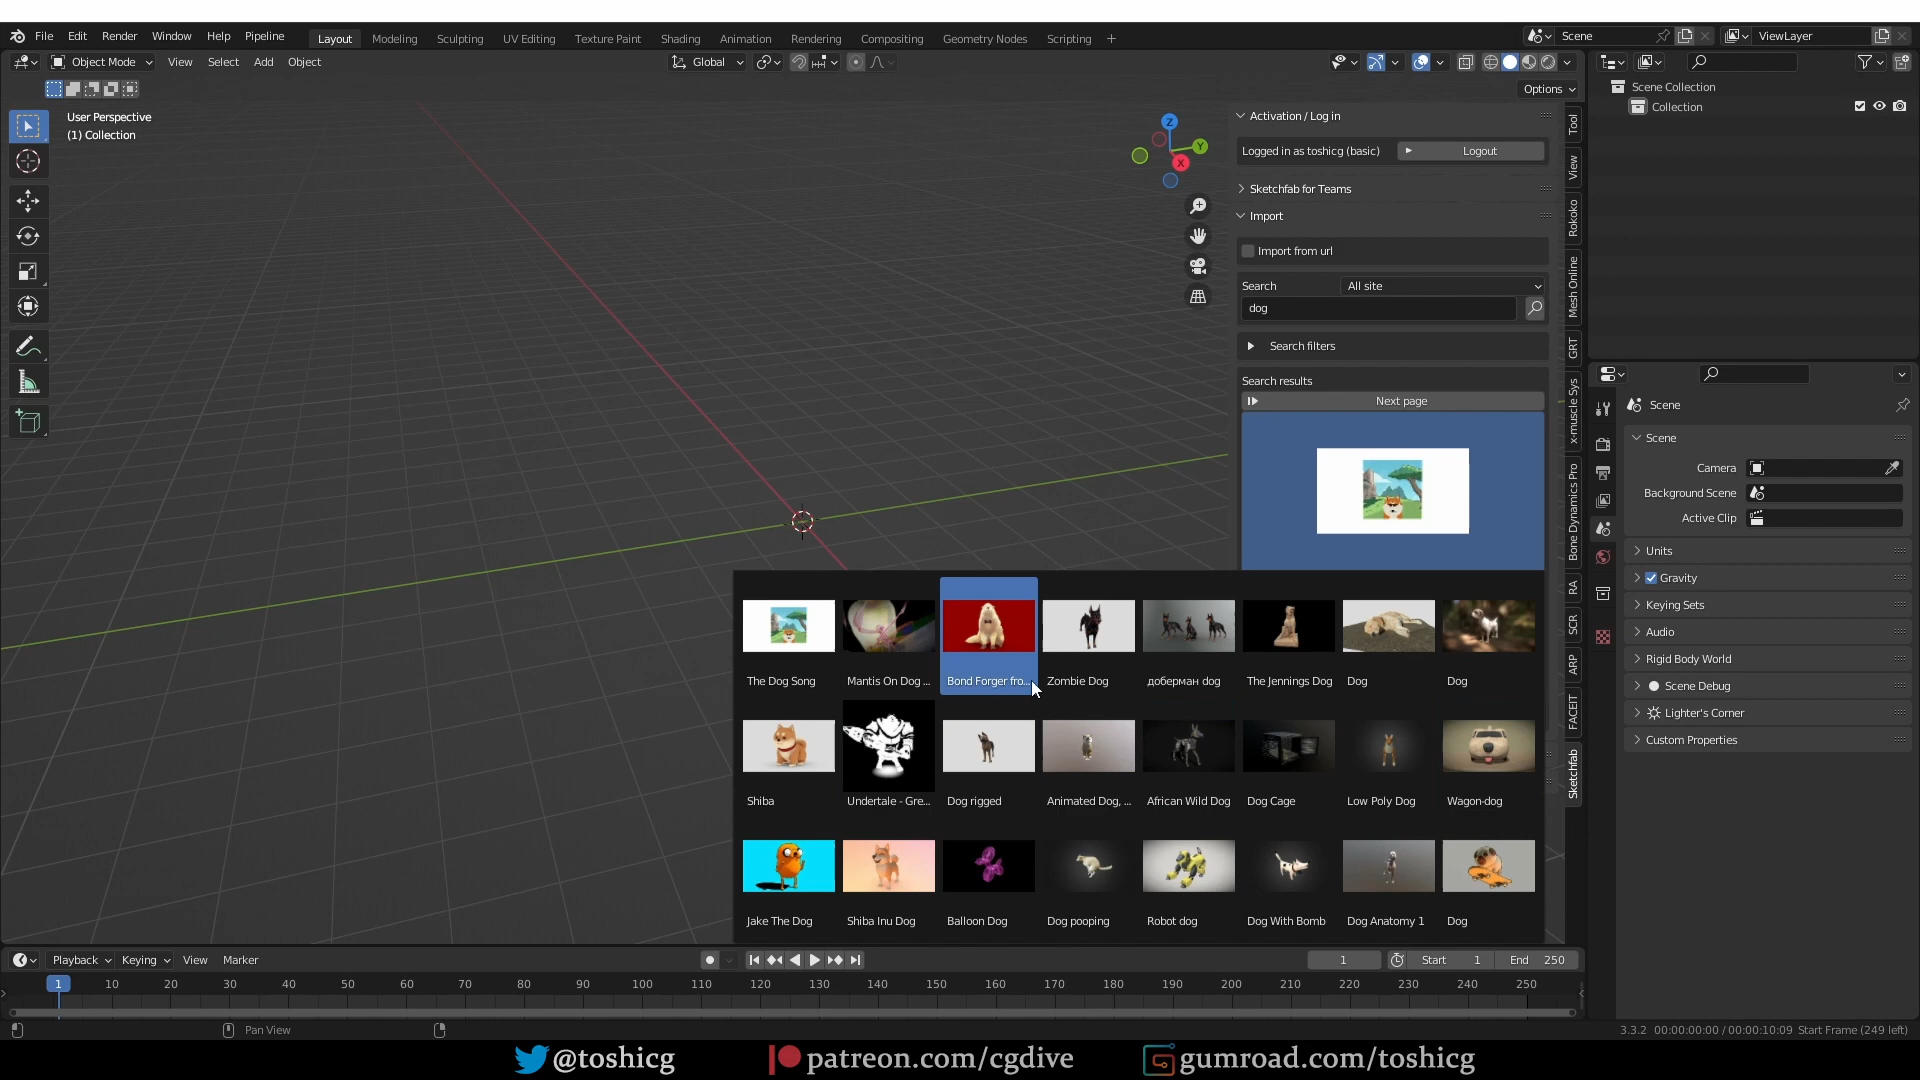 File Edit Render Window Help Pipeline Layout Modeling Sculpting UV Editing Texture Paint Shading Animation Rendering Compositing Geometry Nodes Scripting + Scene ViewLayer
Object Mode View Select Add Object Global
Options
User Perspective
(1) Collection
Z
Y
X
Activation / Log in
Logged in as toshicg (basic) Logout
Sketchfab for Teams
Import
Import from url
Search All site
dog
Search filters
Search results
Next page
Tool
View
Rokoko
Mesh Online
GRT
x-muscle Sys
Bone Dynamics Pro
RA
SCR
ARP
FACEIT
Sketchfab
The Dog Song Mantis On Dog ... Bond Forger fro... Zombie Dog доберман dog The Jennings Dog Dog Dog
Shiba Undertale - Gre... Dog rigged Animated Dog, ... African Wild Dog Dog Cage Low Poly Dog Wagon-dog
Jake The Dog Shiba Inu Dog Balloon Dog Dog pooping Robot dog Dog With Bomb Dog Anatomy 1 Dog
Scene Collection
Collection
Scene
Scene
Camera
Background Scene
Active Clip
Units
Gravity
Keying Sets
Audio
Rigid Body World
Scene Debug
Lighter's Corner
Custom Properties
Playback Keying View Marker 1 Start 1 End 250
1 10 20 30 40 50 60 70 80 90 100 110 120 130 140 150 160 170 180 190 200 210 220 230 240 250
Pan View 3.3.2 00:00:00:00 / 00:00:10:09 Start Frame (249 left)
@toshicg patreon.com/cgdive gumroad.com/toshicg